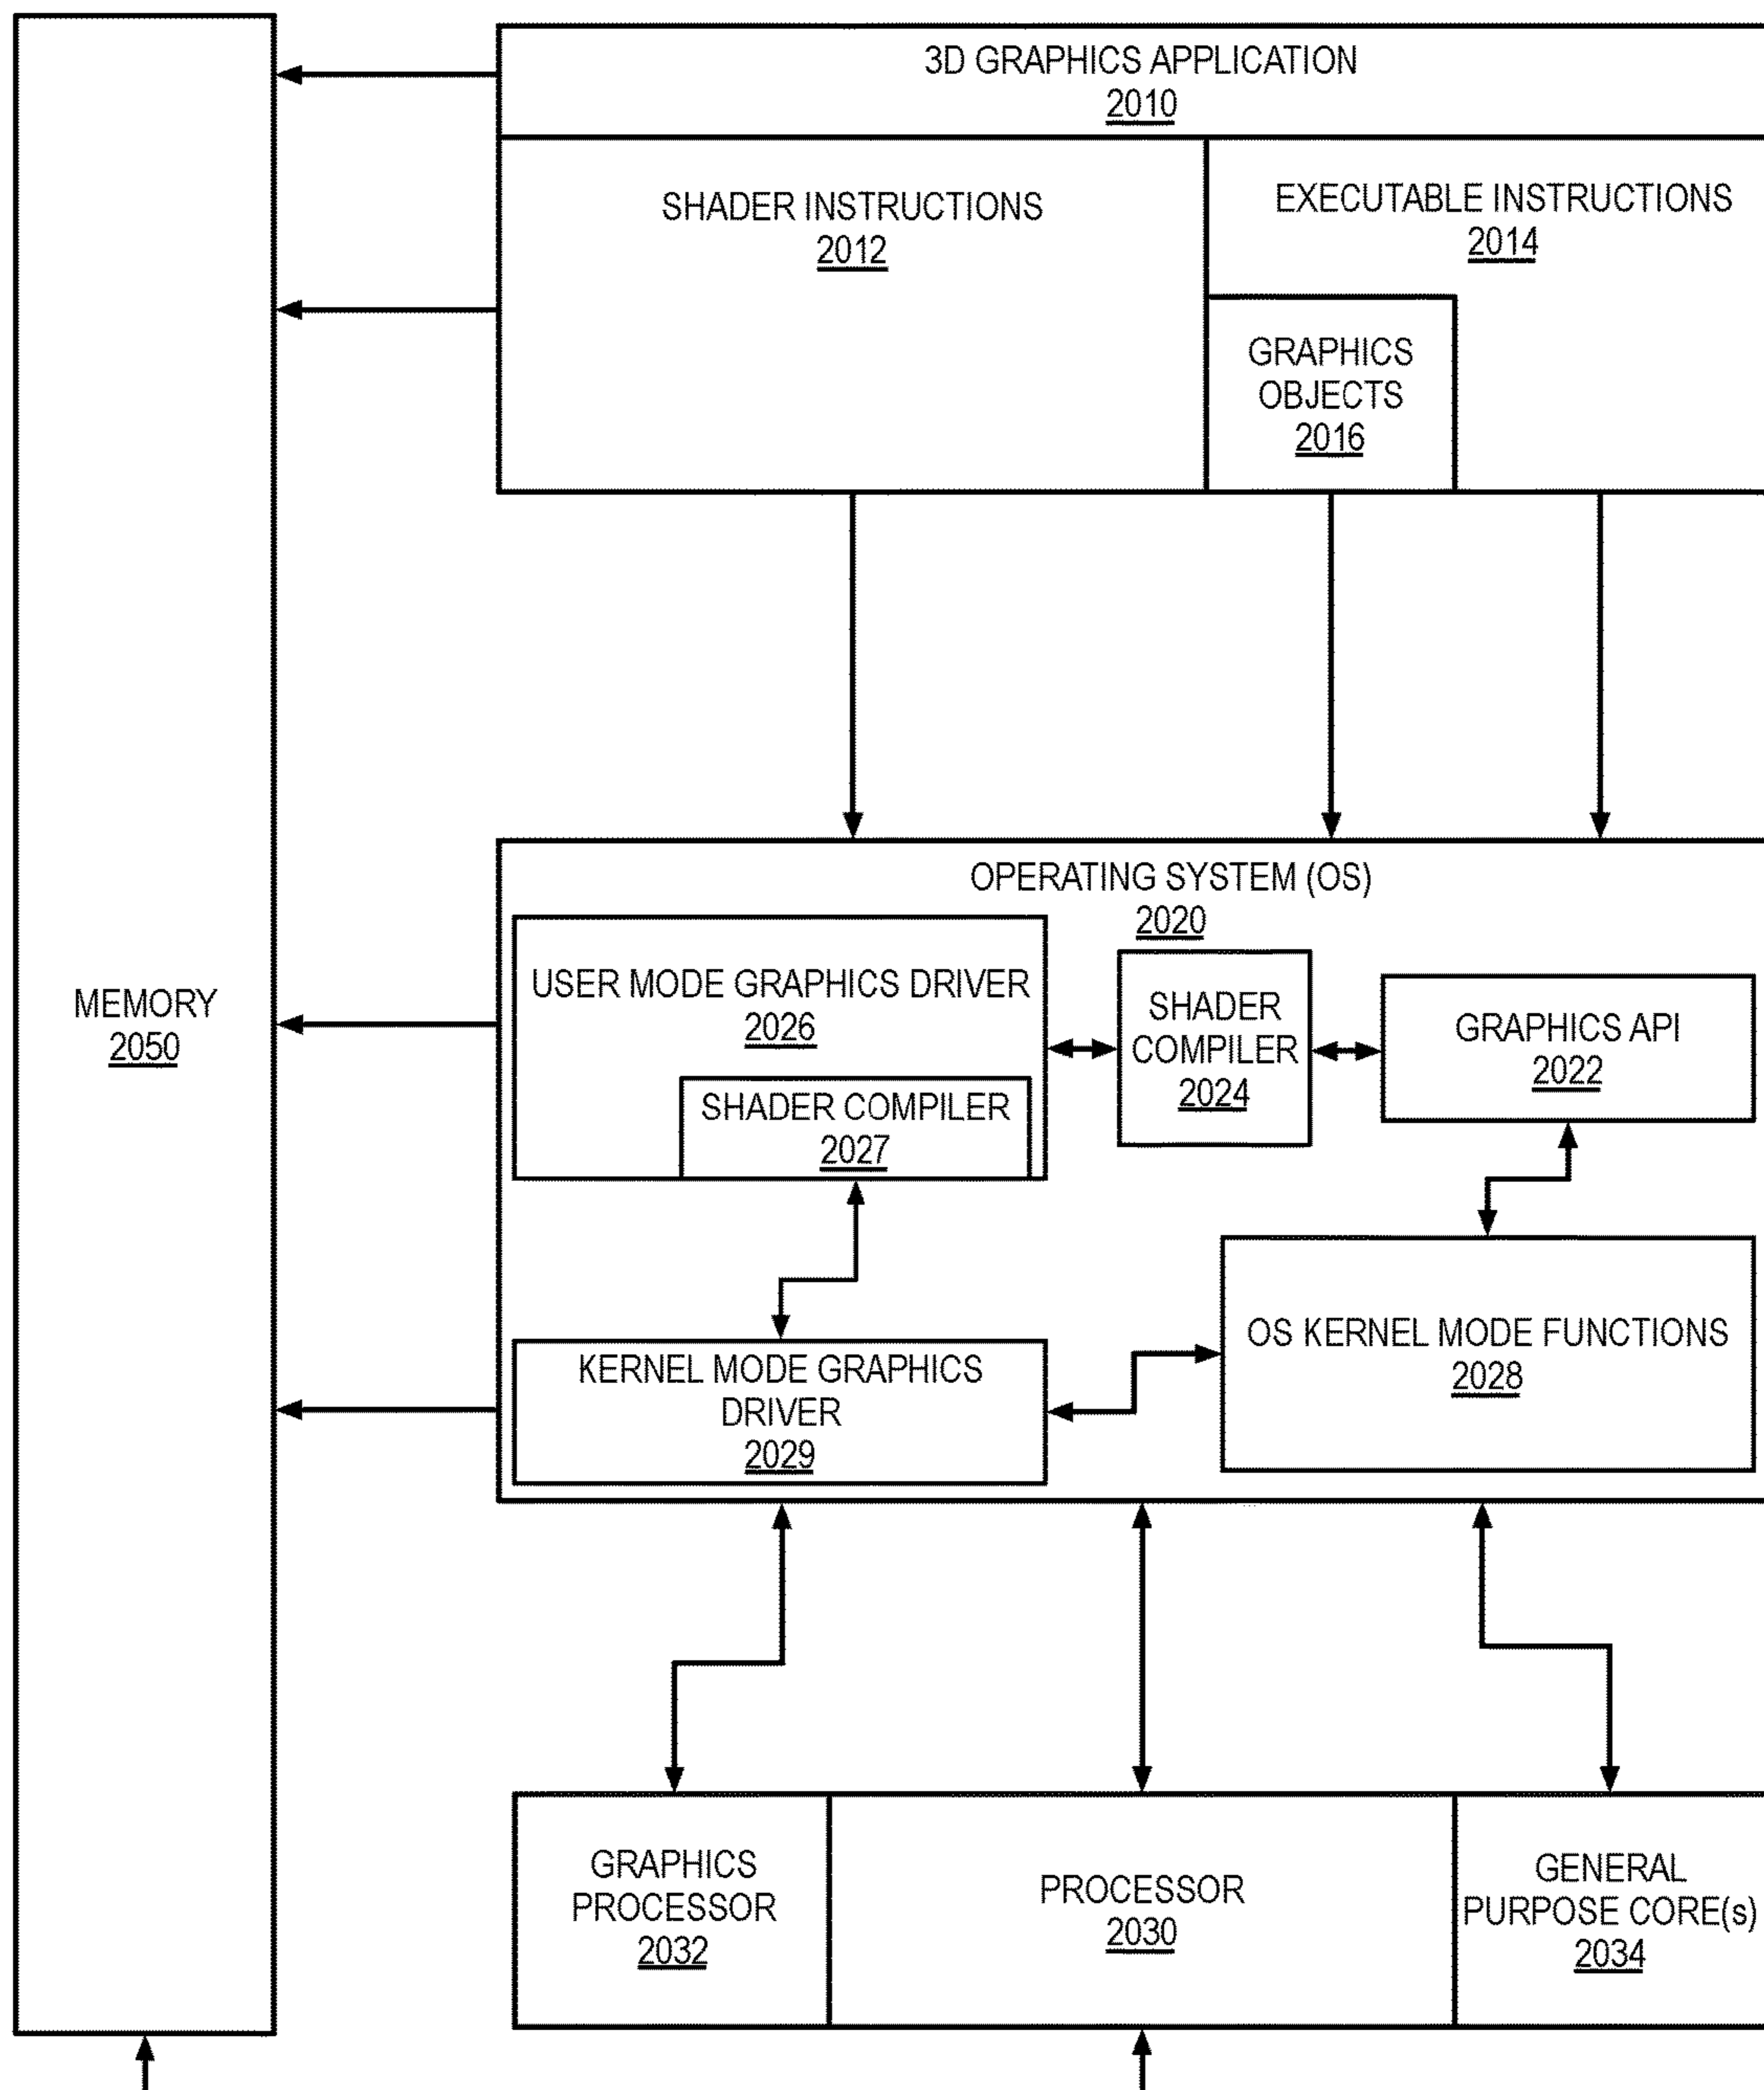 3D GRAPHICS APPLICATION
2010
SHADER INSTRUCTIONS
2012
EXECUTABLE INSTRUCTIONS
2014
GRAPHICS
OBJECTS
2016
OPERATING SYSTEM (OS)
2020
USER MODE GRAPHICS DRIVER
2026
SHADER COMPILER
2027
SHADER
COMPILER
2024
GRAPHICS API
2022
MEMORY
2050
KERNEL MODE GRAPHICS
DRIVER
2029
OS KERNEL MODE FUNCTIONS
2028
GRAPHICS
PROCESSOR
2032
PROCESSOR
2030
GENERAL
PURPOSE CORE(s)
2034